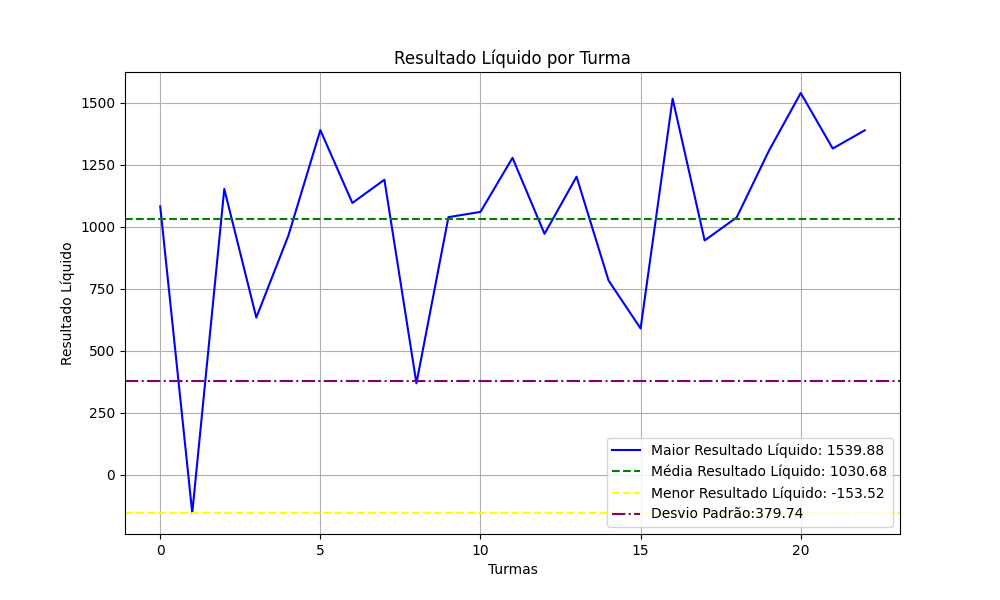 Resultado Líquido por Turma
Resultado Líquido
1500
1250
1000
750
500
250
0
Maior Resultado Líquido: 1539.88
Média Resultado Líquido: 1030.68
Menor Resultado Líquido: -153.52
Desvio Padrão:379.74
0 5 10 15 20
Turmas